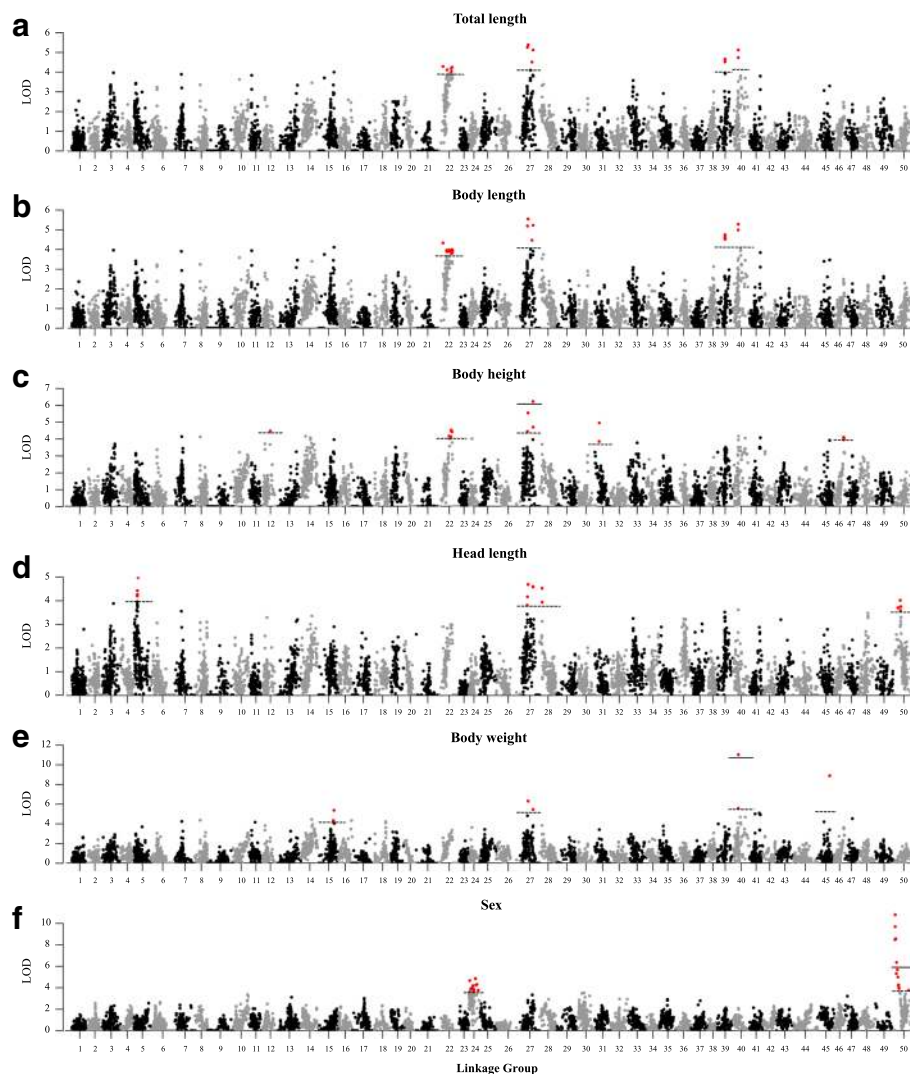 a
Total length
6
5
4
3
2
1
0
LOD
1 2 3 4 5 6 7 8 9 10 11 12 13 14 15 16 17 18 19 20 21 22 23 24 25 26 27 28 29 30 31 32 33 34 35 36 37 38 39 40 41 42 43 44 45 46 47 48 49 50
b
Body length
6
5
4
3
2
1
0
LOD
1 2 3 4 5 6 7 8 9 10 11 12 13 14 15 16 17 18 19 20 21 22 23 24 25 26 27 28 29 30 31 32 33 34 35 36 37 38 39 40 41 42 43 44 45 46 47 48 49 50
c
Body height
7
6
5
4
3
2
1
0
LOD
1 2 3 4 5 6 7 8 9 10 11 12 13 14 15 16 17 18 19 20 21 22 23 24 25 26 27 28 29 30 31 32 33 34 35 36 37 38 39 40 41 42 43 44 45 46 47 48 49 50
d
Head length
5
4
3
2
1
0
LOD
1 2 3 4 5 6 7 8 9 10 11 12 13 14 15 16 17 18 19 20 21 22 23 24 25 26 27 28 29 30 31 32 33 34 35 36 37 38 39 40 41 42 43 44 45 46 47 48 49 50
e
Body weight
12
10
8
6
4
2
0
LOD
1 2 3 4 5 6 7 8 9 10 11 12 13 14 15 16 17 18 19 20 21 22 23 24 25 26 27 28 29 30 31 32 33 34 35 36 37 38 39 40 41 42 43 44 45 46 47 48 49 50
f
Sex
10
8
6
4
2
0
LOD
1 2 3 4 5 6 7 8 9 10 11 12 13 14 15 16 17 18 19 20 21 22 23 24 25 26 27 28 29 30 31 32 33 34 35 36 37 38 39 40 41 42 43 44 45 46 47 48 49 50
Linkage Group